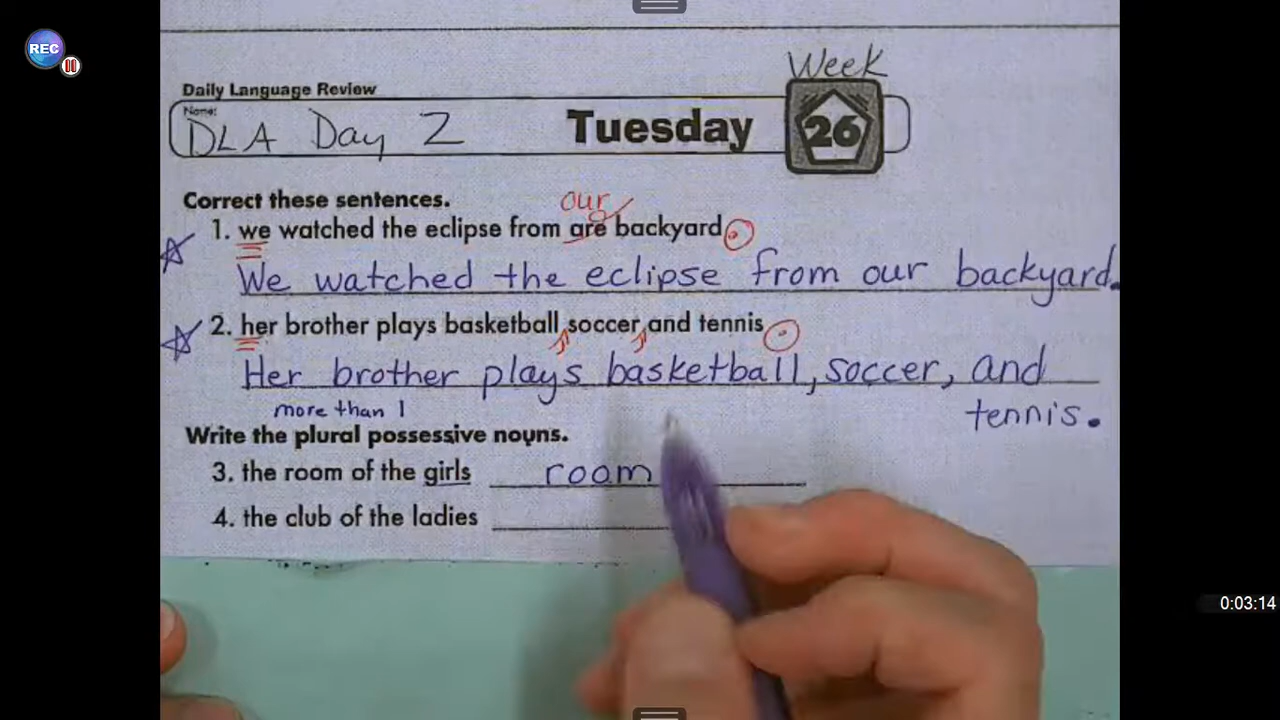 REC
Week
Daily Language Review
Name:
DLA Day 2
Tuesday
26
Correct these sentences.
our
1. we watched the eclipse from are backyard.
We watched the eclipse from our backyard.
2. her brother plays basketball, soccer, and tennis.
Her brother plays basketball, soccer, and
tennis.
more than 1
Write the plural possessive nouns.
3. the room of the girls room
4. the club of the ladies
0:03:14